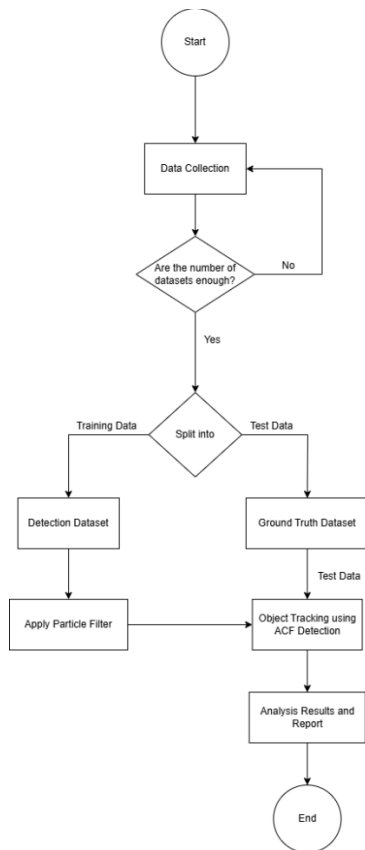 Start
Data Collection
Are the number of
datasets enough?
No
Yes
Training Data
Split into
Test Data
Detection Dataset
Ground Truth Dataset
Test Data
Apply Particle Filter
Object Tracking using
ACF Detection
Analysis Results and
Report
End